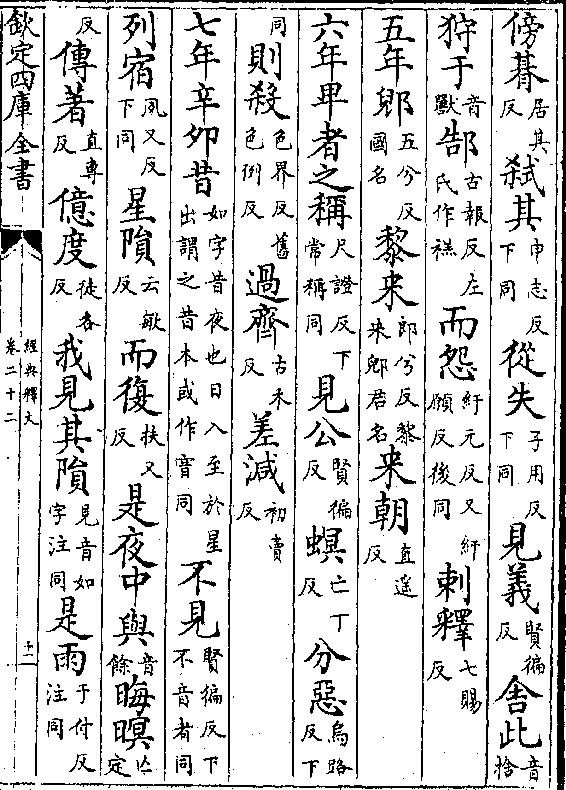 傍朞居其反弑其申志反下同從失子用反下同見義賢徧反舍此音捨
狩于音獸郜古報反左氏作禚而怨紆元反又紆願反後同刺釋七賜反
五年郳五兮反國名黎来郎兮反黎来郳君名来朝直遥反
六年卑者之稱尺證反下常稱同見公賢徧反螟亡丁反分惡烏路反下
同則殺色界反舊色例反過齊古禾反差減初賣反
七年辛卯昔如字昔夜也日入至於星出謂之昔本或作同不見賢徧反下不音者同
列宿夙又反下同星隕云敏反而復扶又反是夜中與音餘晦暝亡定
反傳著直專反億度徒各反我見其隕見音如字注同是雨于付反注同
欽定四庫全書
經典釋文
卷二十二
十二